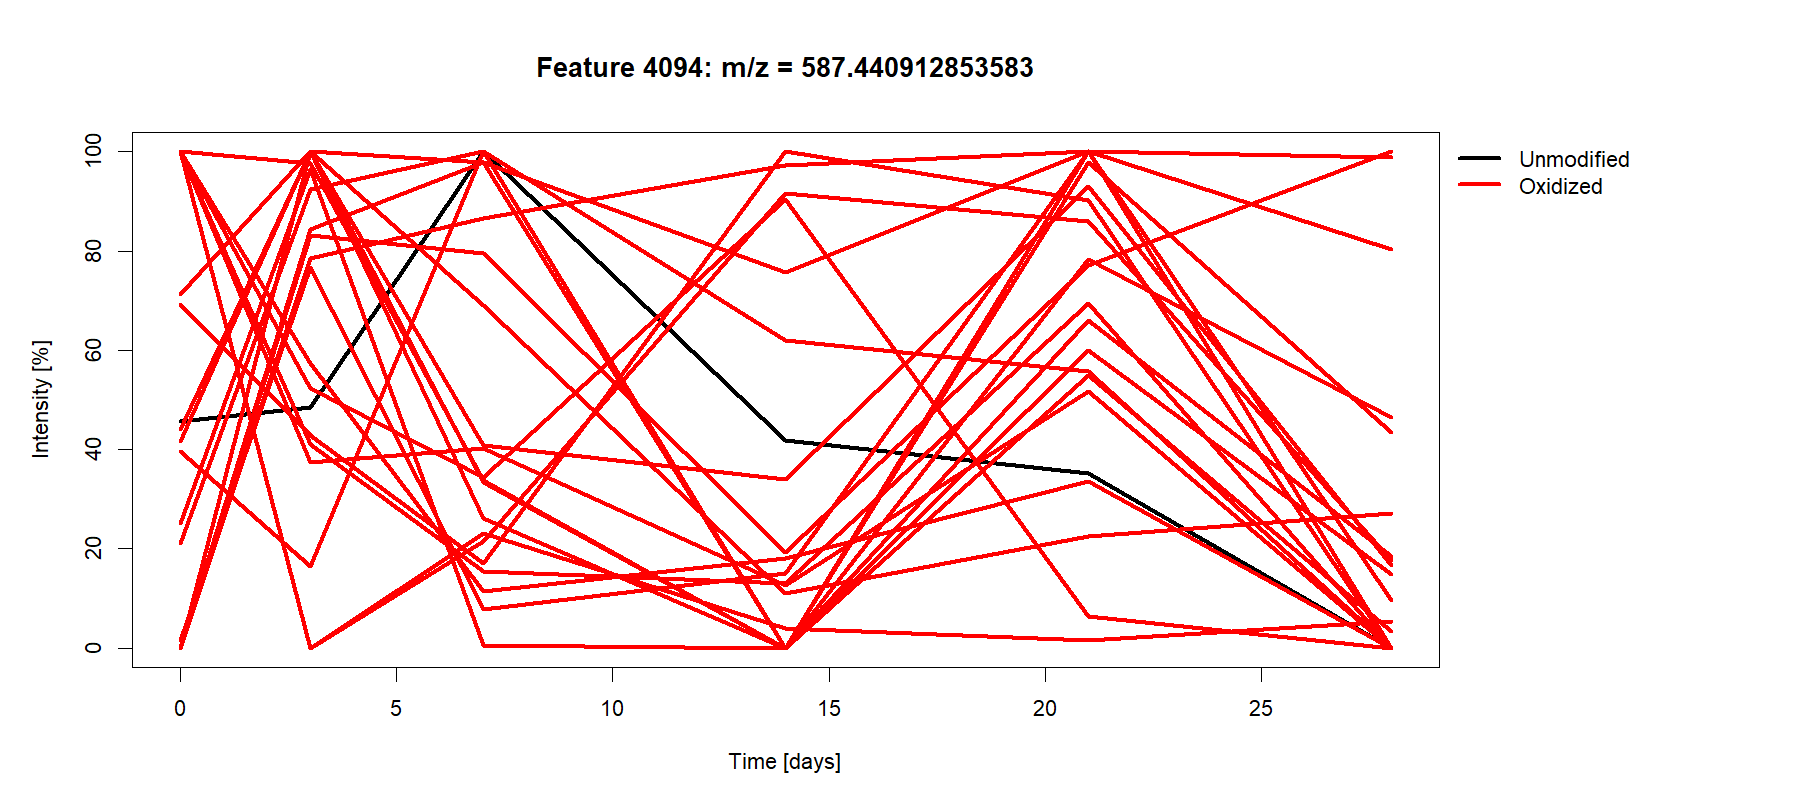 Feature 4094: m/z = 587.440912853583
Unmodified
Oxidized
Intensity [%]
100
80
60
40
20
0
0 5 10 15 20 25
Time [days]